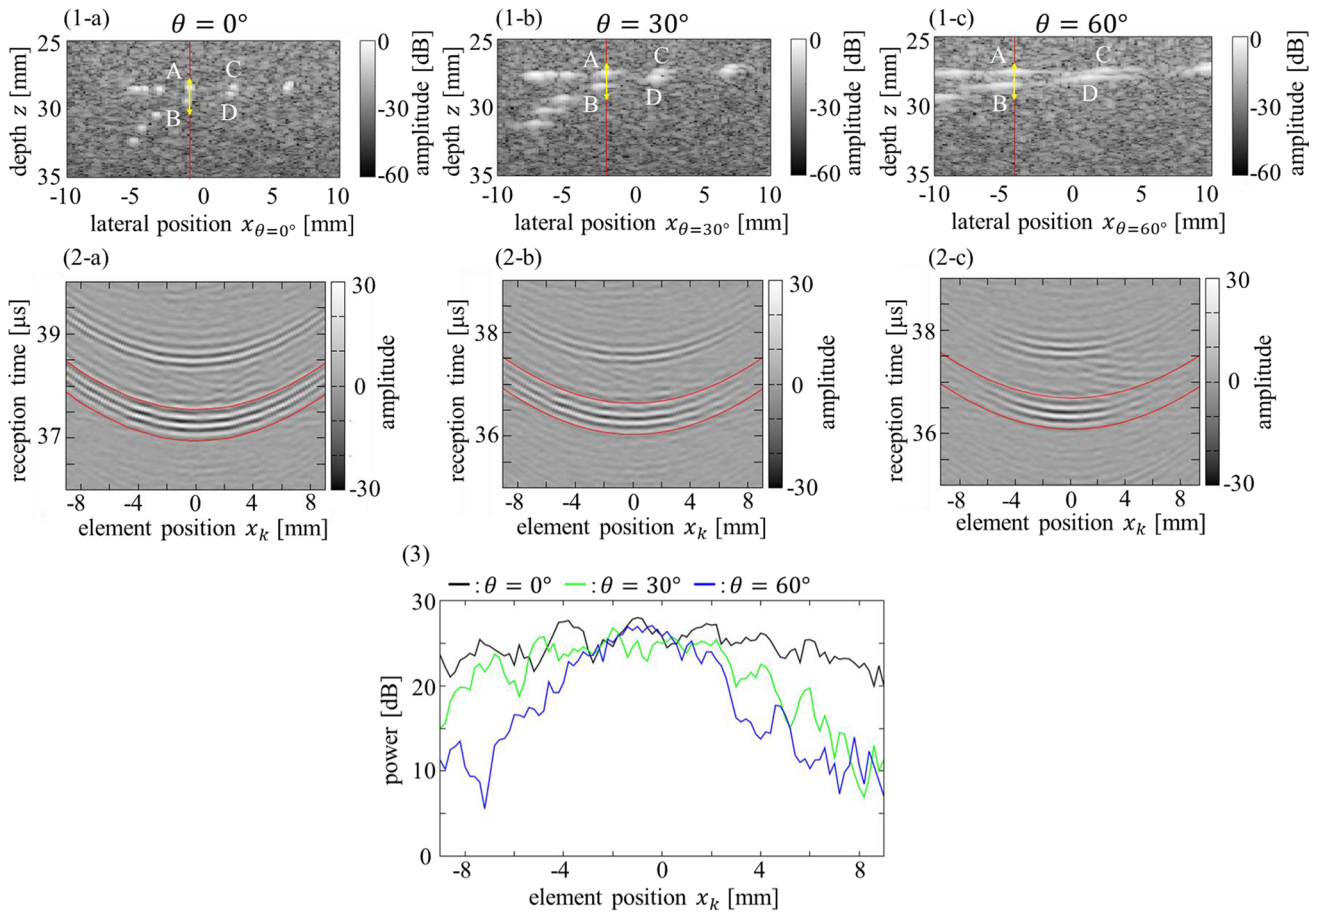 (1-a) θ = 0°
25
30
35
depth z [mm]
A
B
C
D
-10 -5 0 5 10
lateral position xθ=0° [mm]
0
-30
-60
amplitude [dB]
(1-b) θ = 30°
25
30
35
depth z [mm]
A
B
C
D
-10 -5 0 5 10
lateral position xθ=30° [mm]
0
-30
-60
amplitude [dB]
(1-c) θ = 60°
25
30
35
depth z [mm]
A
B
C
D
-10 -5 0 5 10
lateral position xθ=60° [mm]
0
-30
-60
amplitude [dB]
(2-a)
39
38
37
reception time [μs]
-8 -4 0 4 8
element position xk [mm]
30
0
-30
amplitude
(2-b)
38
36
reception time [μs]
-8 -4 0 4 8
element position xk [mm]
30
0
-30
amplitude
(2-c)
38
36
reception time [μs]
-8 -4 0 4 8
element position xk [mm]
30
0
-30
amplitude
(3)
: θ = 0° : θ = 30° : θ = 60°
30
20
10
0
power [dB]
-8 -4 0 4 8
element position xk [mm]